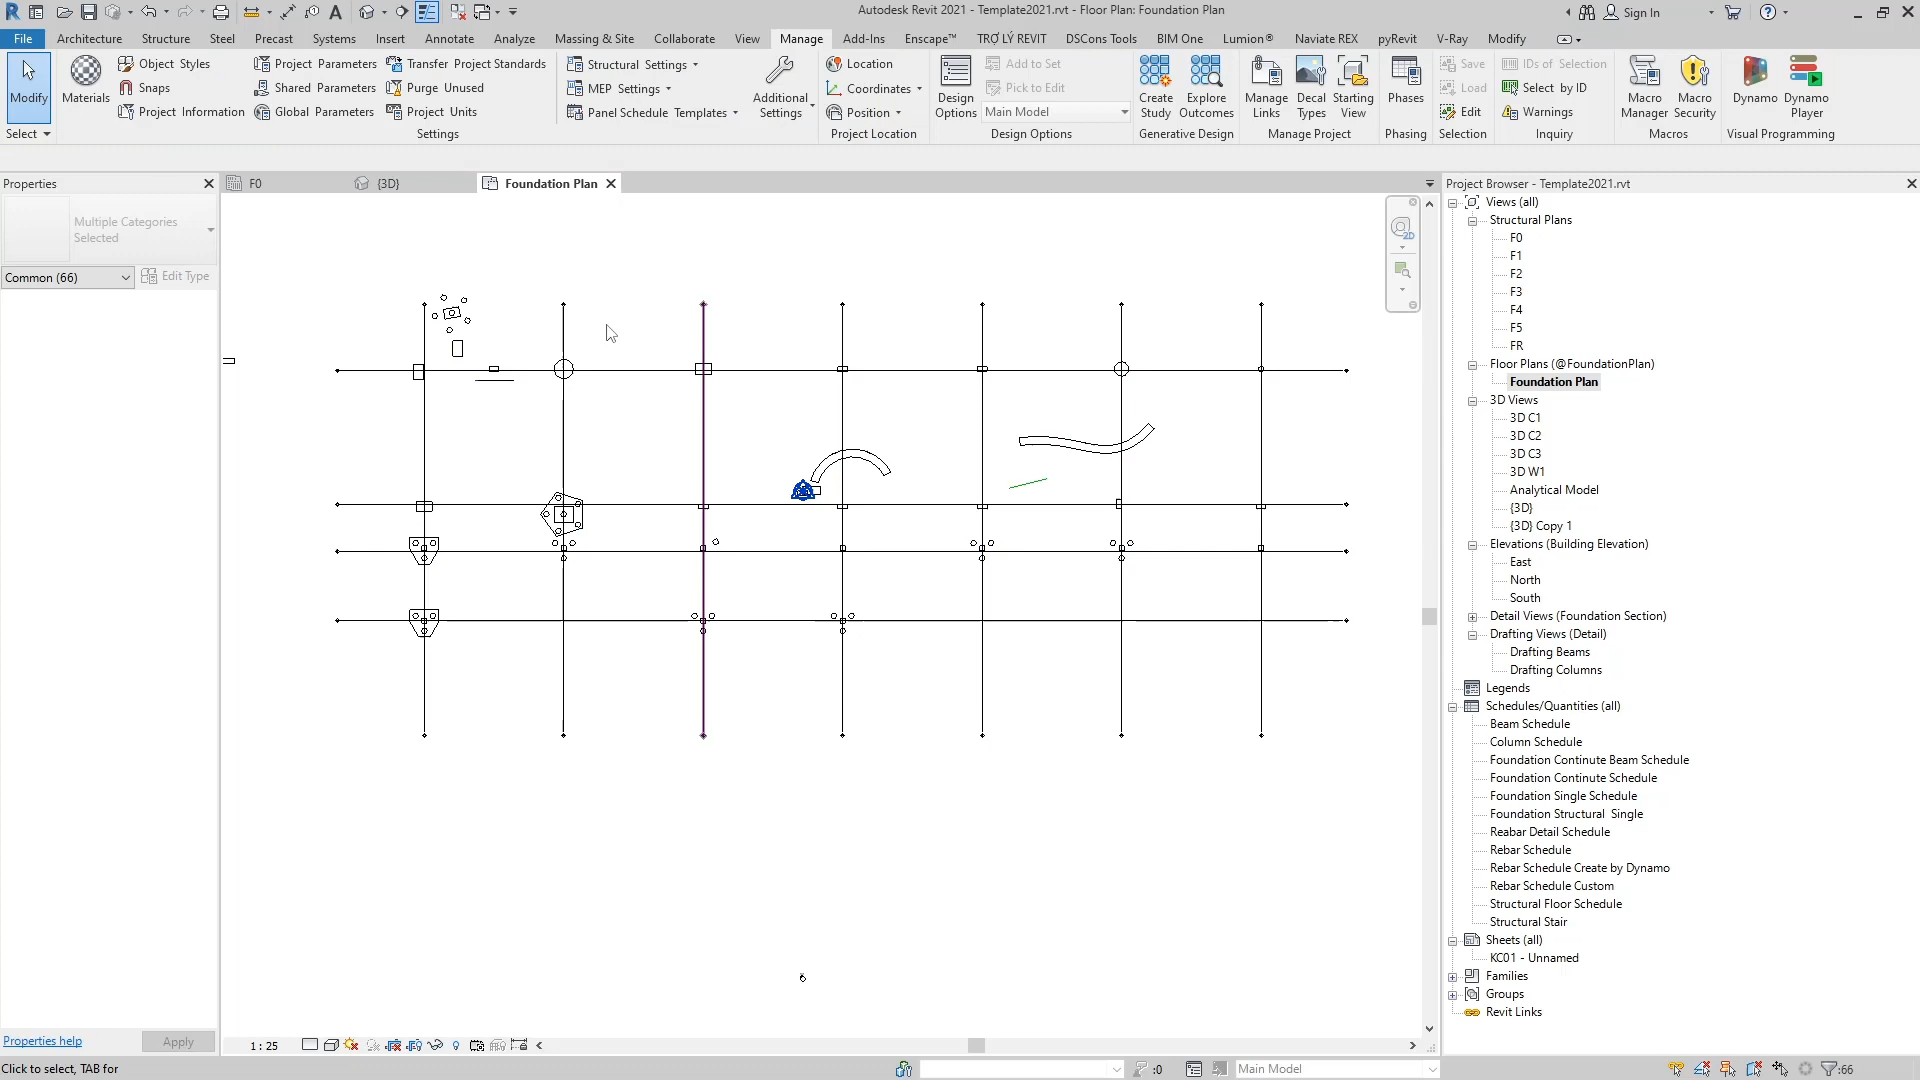 Autodesk Revit 2021 - Template2021.rvt - Floor Plan: Foundation Plan
Sign In
File
Architecture
Structure
Steel
Precast
Systems
Insert
Annotate
Analyze
Massing & Site
Collaborate
View
Manage
Add-Ins
Enscape™
TRỢ LÝ REVIT
DSCons Tools
BIM One
Lumion®
Naviate REX
pyRevit
V-Ray
Modify
Modify
Select
Materials
Object Styles
Snaps
Project Information
Project Parameters
Shared Parameters
Global Parameters
Transfer Project Standards
Purge Unused
Project Units
Settings
Structural Settings
MEP Settings
Panel Schedule Templates
Additional Settings
Location
Coordinates
Position
Project Location
Design Options
Add to Set
Pick to Edit
Main Model
Design Options
Create Study
Explore Outcomes
Generative Design
Manage Links
Decal Types
Starting View
Manage Project
Phases
Phasing
Save
Load
Edit
Selection
IDs of Selection
Select by ID
Warnings
Inquiry
Macro Manager
Macro Security
Macros
Dynamo
Dynamo Player
Visual Programming
Properties
F0
{3D}
Foundation Plan
Project Browser - Template2021.rvt
Multiple Categories Selected
Common (66)
Edit Type
2D
Views (all)
Structural Plans
F0
F1
F2
F3
F4
F5
FR
Floor Plans (@FoundationPlan)
Foundation Plan
3D Views
3D C1
3D C2
3D C3
3D W1
Analytical Model
{3D}
{3D} Copy 1
Elevations (Building Elevation)
East
North
South
Detail Views (Foundation Section)
Drafting Views (Detail)
Drafting Beams
Drafting Columns
Legends
Schedules/Quantities (all)
Beam Schedule
Column Schedule
Foundation Continute Beam Schedule
Foundation Continute Schedule
Foundation Single Schedule
Foundation Structural Single
Reabar Detail Schedule
Rebar Schedule
Rebar Schedule Create by Dynamo
Rebar Schedule Custom
Structural Floor Schedule
Structural Stair
Sheets (all)
KC01 - Unnamed
Families
Groups
Revit Links
Properties help
Apply
1 : 25
Click to select, TAB for
:0
Main Model
:66